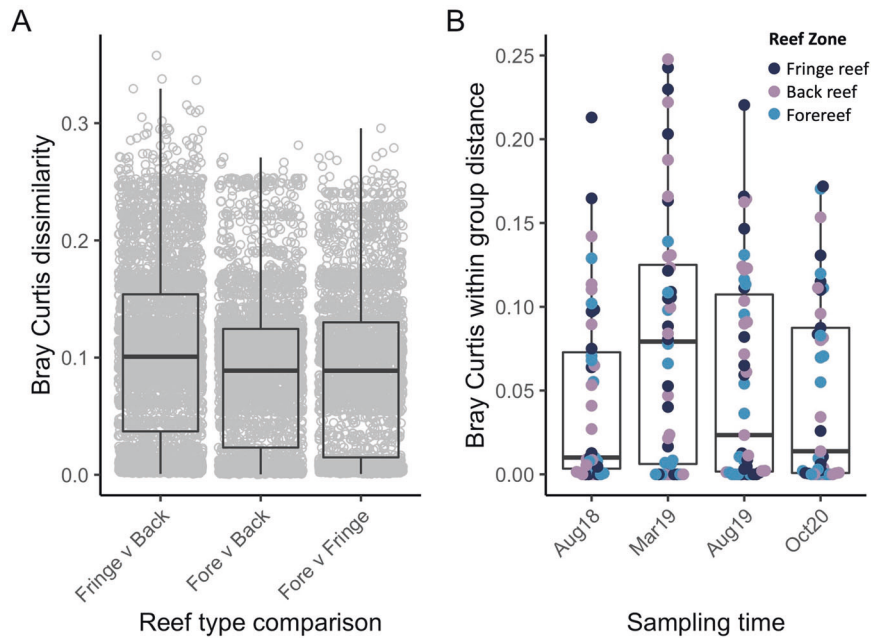 A
Bray Curtis dissimilarity
0.3
0.2
0.1
0.0
Fringe v Back
Fore v Back
Fore v Fringe
Reef type comparison
B
Bray Curtis within group distance
0.25
0.20
0.15
0.10
0.05
0.00
Reef Zone
Fringe reef
Back reef
Forereef
Aug18
Mar19
Aug19
Oct20
Sampling time